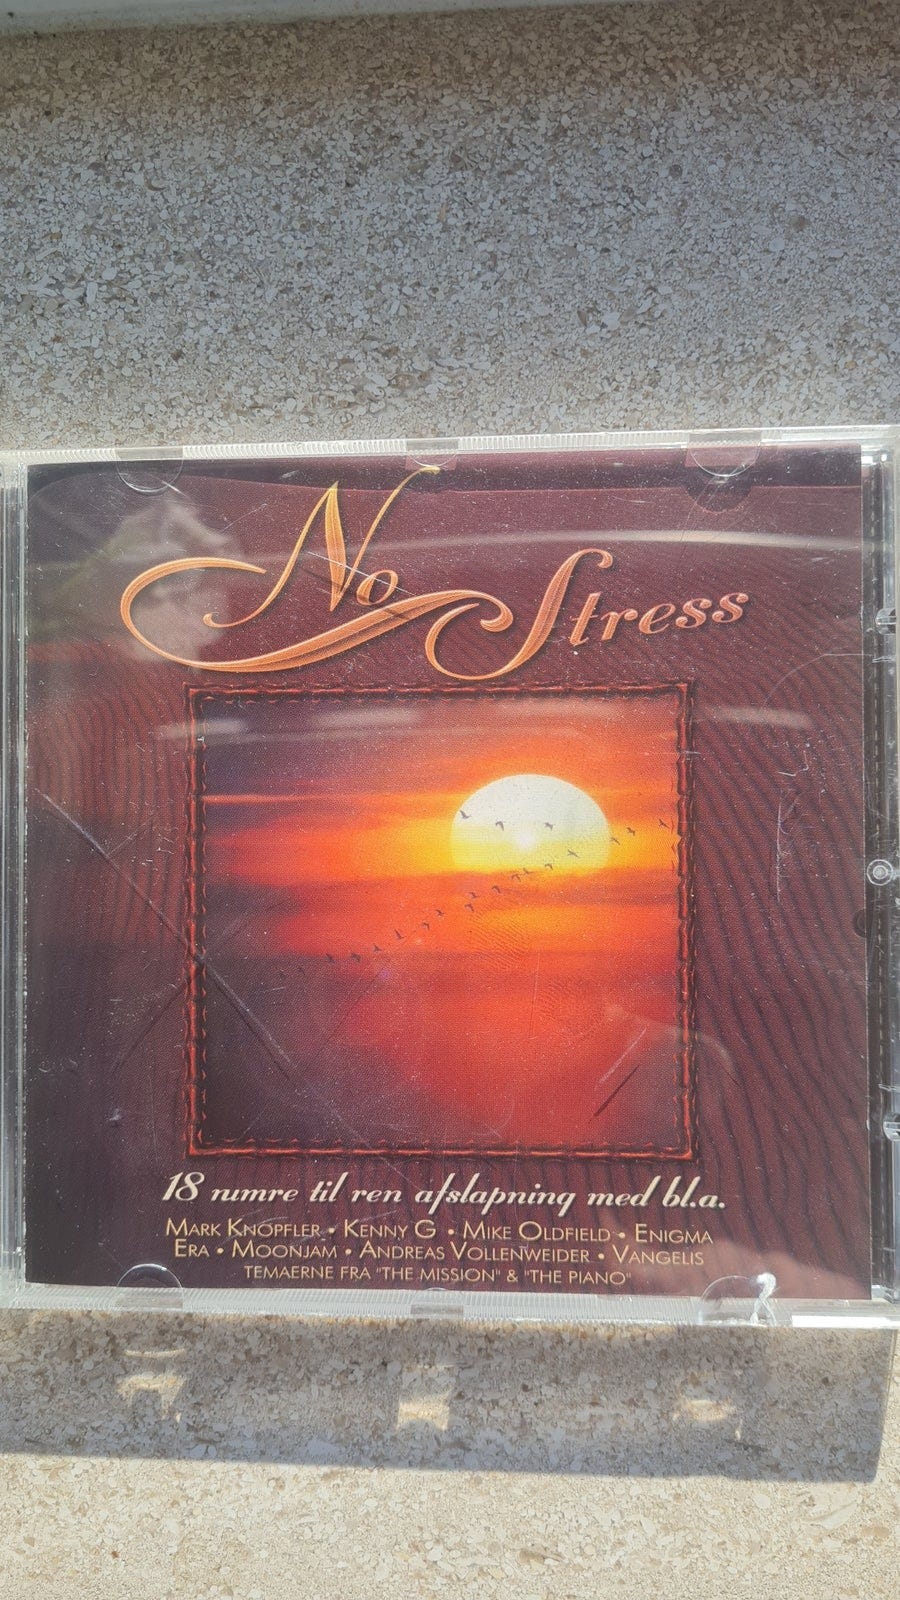 No Stress
18 numre til ren afslapning med bl.a.
MARK KNOPFLER • KENNY G • MIKE OLDFIELD • ENIGMA
ERA • MOONJAM • ANDREAS VOLLENWEIDER • VANGELIS
TEMAERNE FRA "THE MISSION" & "THE PIANO"